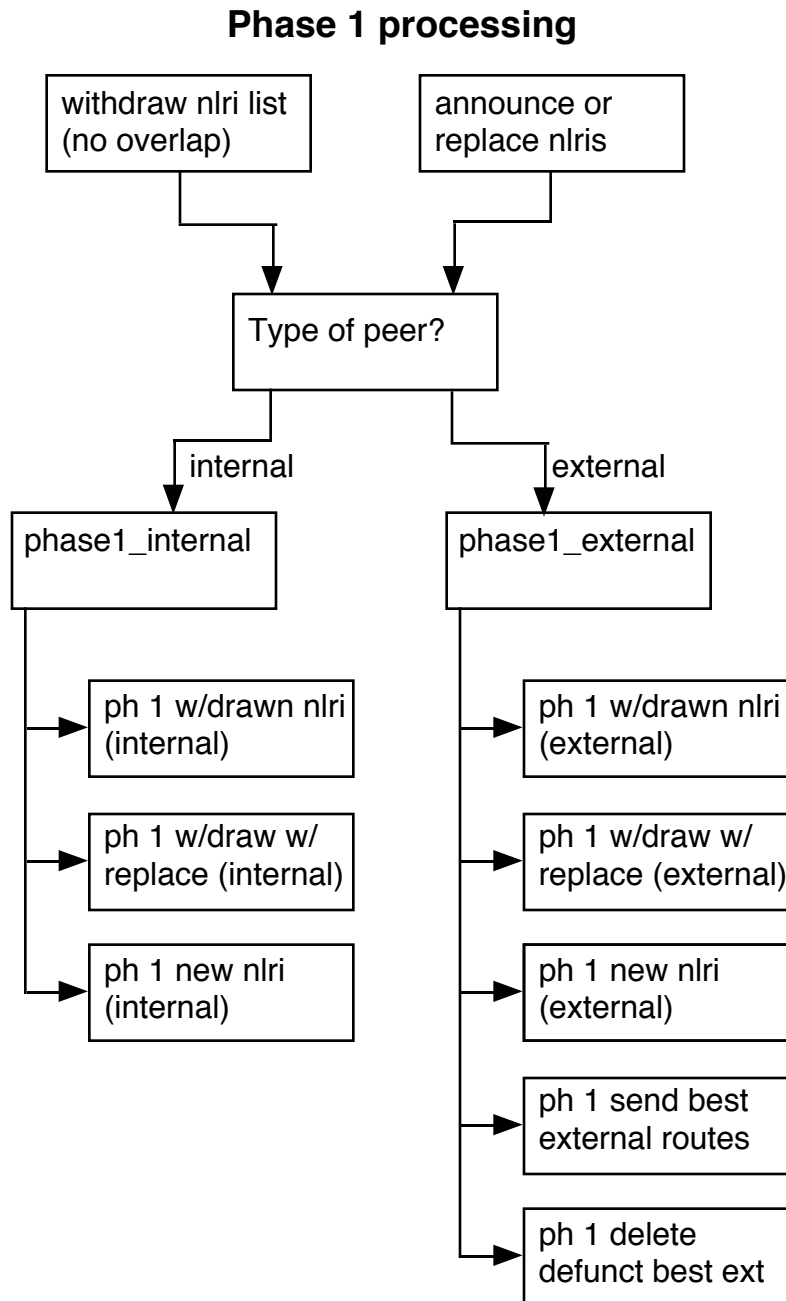 Phase 1 processing
withdraw nlri list
(no overlap)
announce or
replace nlris
Type of peer?
internal
external
phase1_internal
phase1_external
ph 1 w/drawn nlri
(internal)
ph 1 w/draw w/
replace (internal)
ph 1 new nlri
(internal)
ph 1 w/drawn nlri
(external)
ph 1 w/draw w/
replace (external)
ph 1 new nlri
(external)
ph 1 send best
external routes
ph 1 delete
defunct best ext